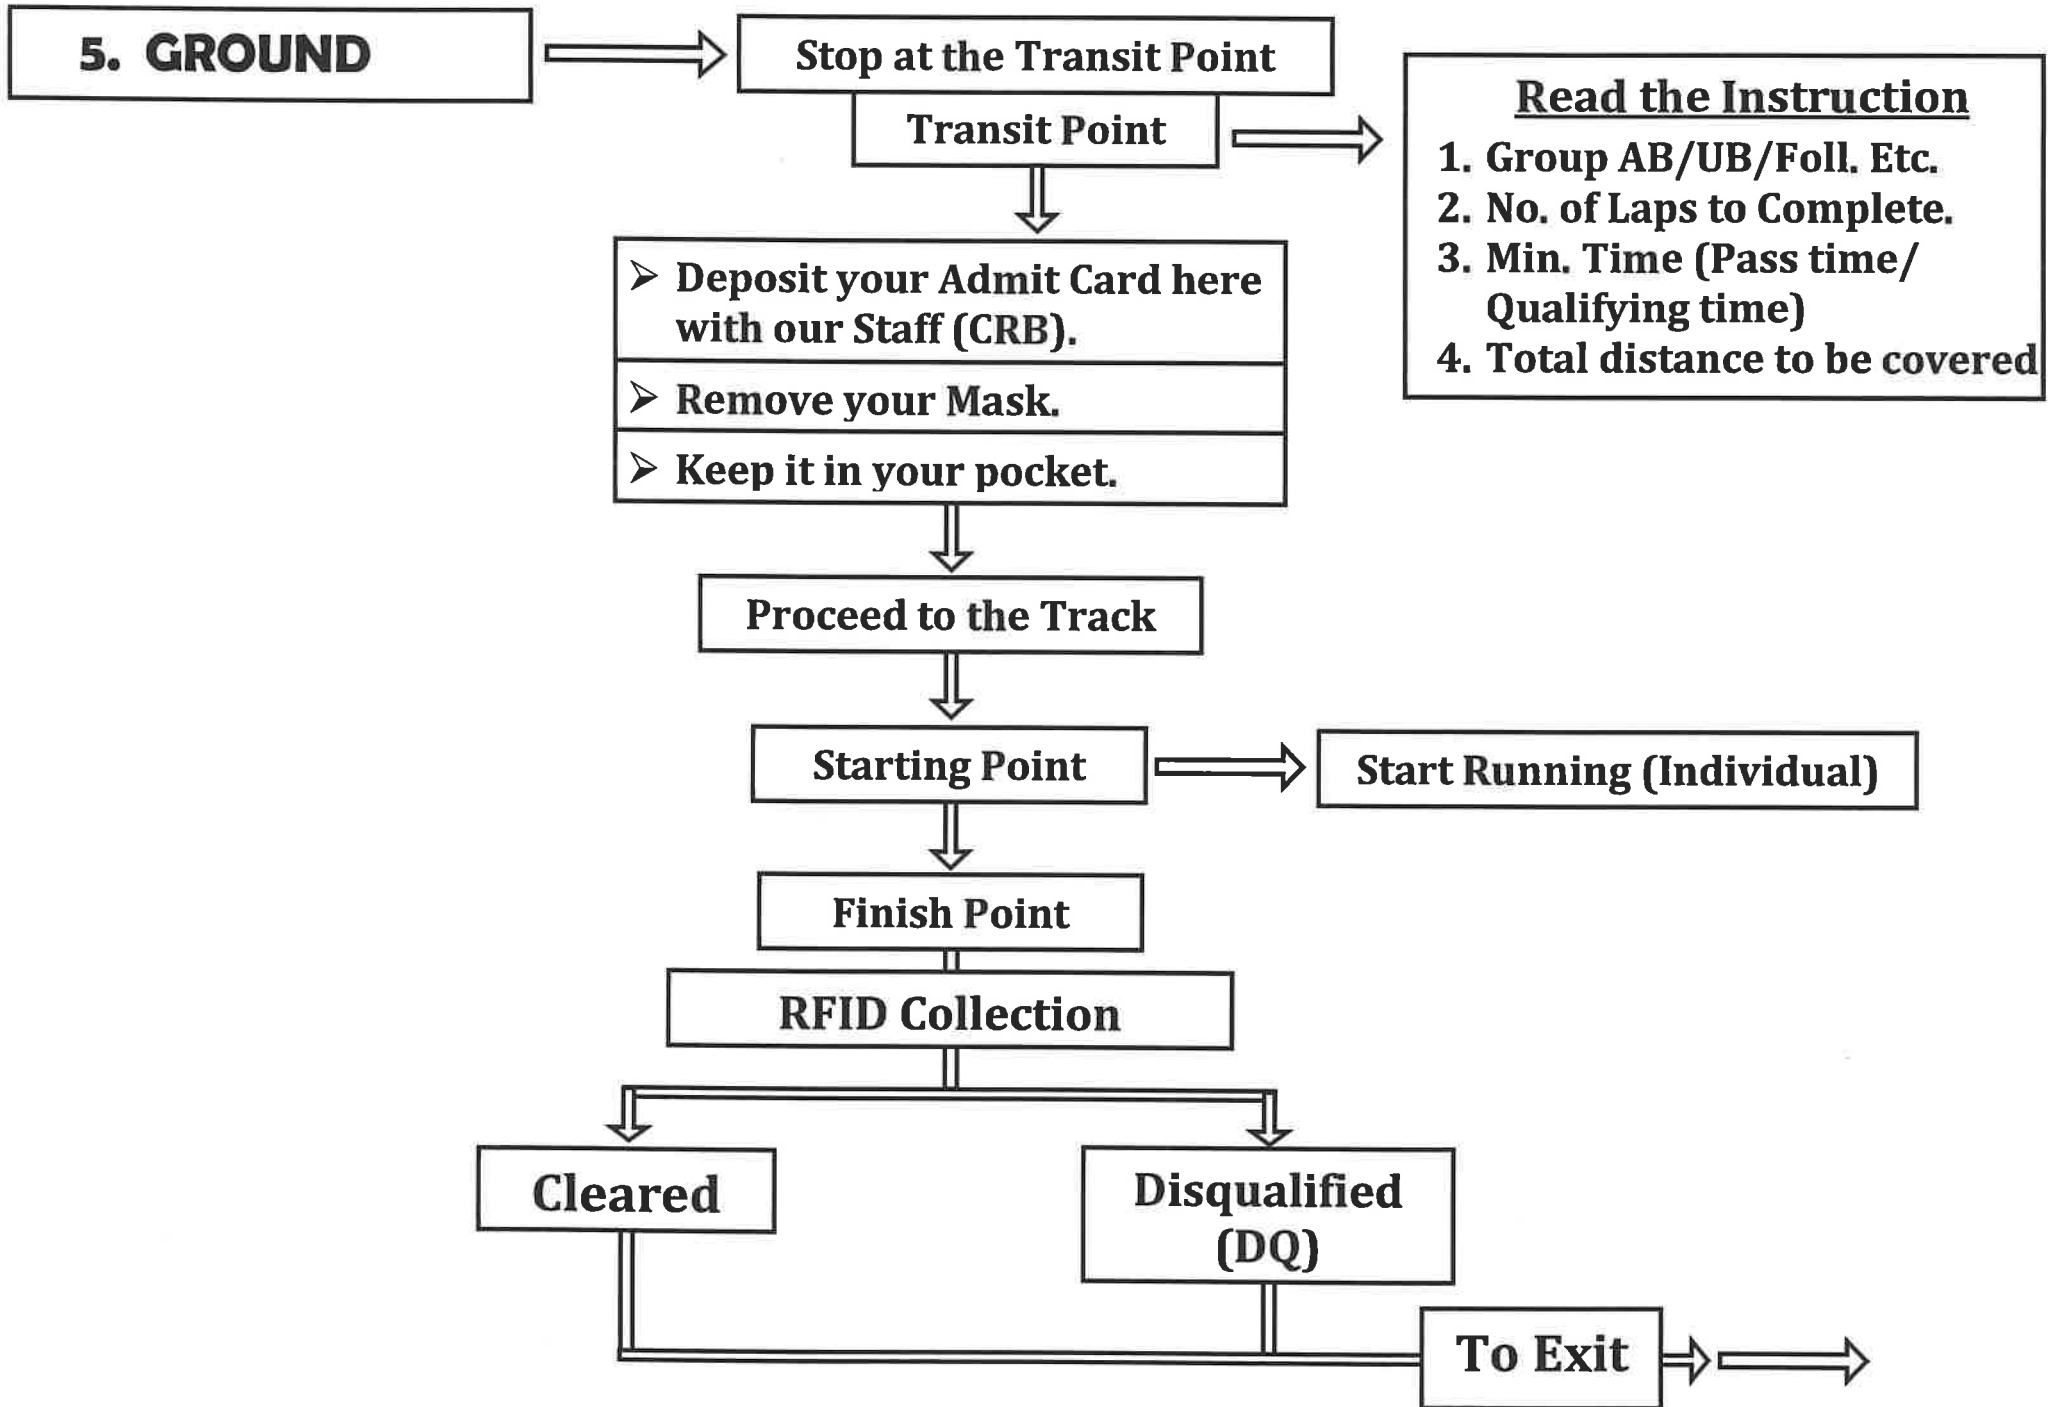 5. GROUND
Stop at the Transit Point
Transit Point
Read the Instruction
1. Group AB/UB/Foll. Etc.
2. No. of Laps to Complete.
3. Min. Time (Pass time/
Qualifying time)
4. Total distance to be covered
➢ Deposit your Admit Card here
with our Staff (CRB).
➢ Remove your Mask.
➢ Keep it in your pocket.
Proceed to the Track
Starting Point
Start Running (Individual)
Finish Point
RFID Collection
Cleared
Disqualified
(DQ)
To Exit